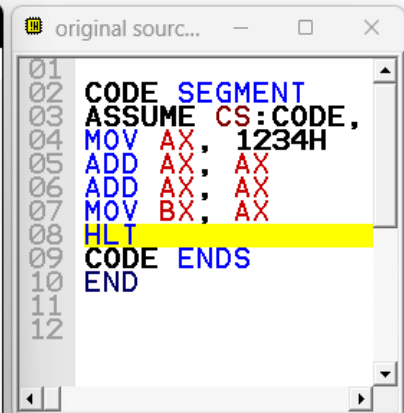 original sourc...
01
02 CODE SEGMENT
03 ASSUME CS:CODE,
04 MOV AX, 1234H
05 ADD AX, AX
06 ADD AX, AX
07 MOV BX, AX
08 HLT
09 CODE ENDS
10 END
11
12